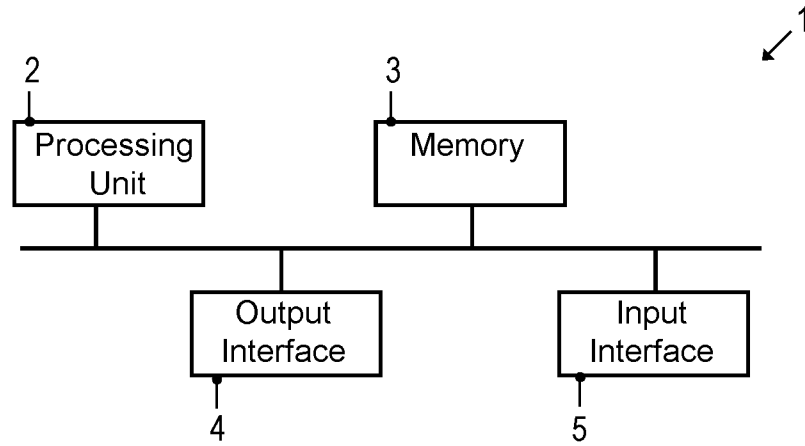 1
2
3
Processing
Unit
Memory
Output
Interface
Input
Interface
4
5